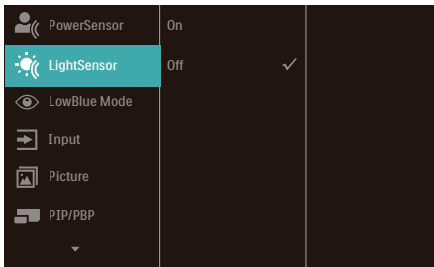 PowerSensor
LightSensor
LowBlue Mode
Input
Picture
PIP/PBP
On
Off